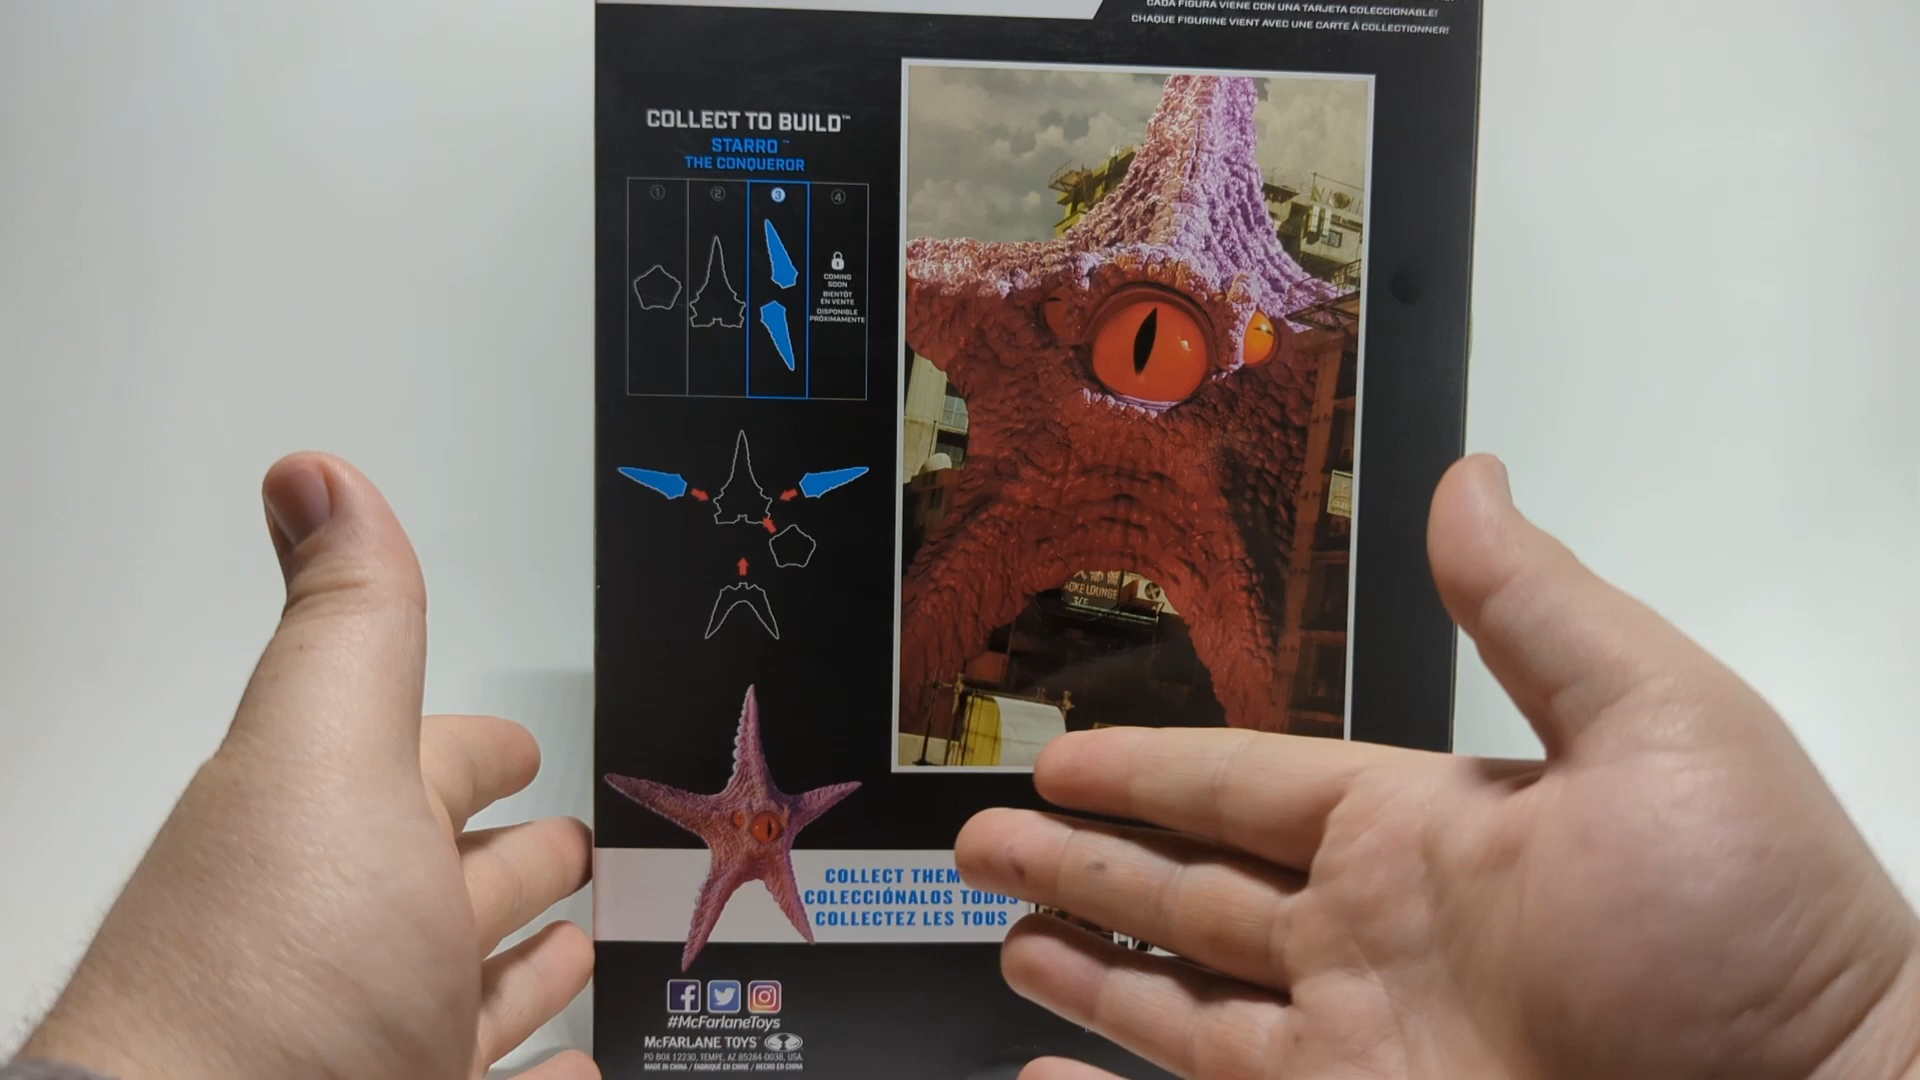 CADA FIGURA VIENE CON UNA TARJETA COLECCIONABLE!
CHAQUE FIGURINE VIENT AVEC UNE CARTE À COLLECTIONNER!
COLLECT TO BUILD™
STARRO™
THE CONQUEROR
1 2 3 4
COMING
SOON
BIENTÔT
EN VENTE
DISPONIBLE
PRÓXIMAMENTE
LOUNGE
3/F
COLLECT THEM
COLECCIÓNALOS TODOS
COLLECTEZ LES TOUS
#McFarlaneToys
McFARLANE TOYS
PO BOX 12230, TEMPE, AZ 85284-0038, USA.
MADE IN CHINA / FABRIQUÉ EN CHINE / HECHO EN CHINA